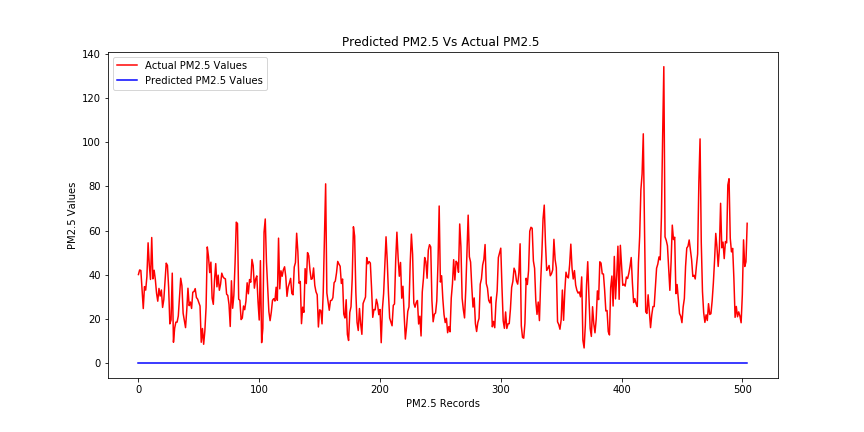 Predicted PM2.5 Vs Actual PM2.5
Actual PM2.5 Values
Predicted PM2.5 Values
PM2.5 Values
140
120
100
80
60
40
20
0
0 100 200 300 400 500
PM2.5 Records